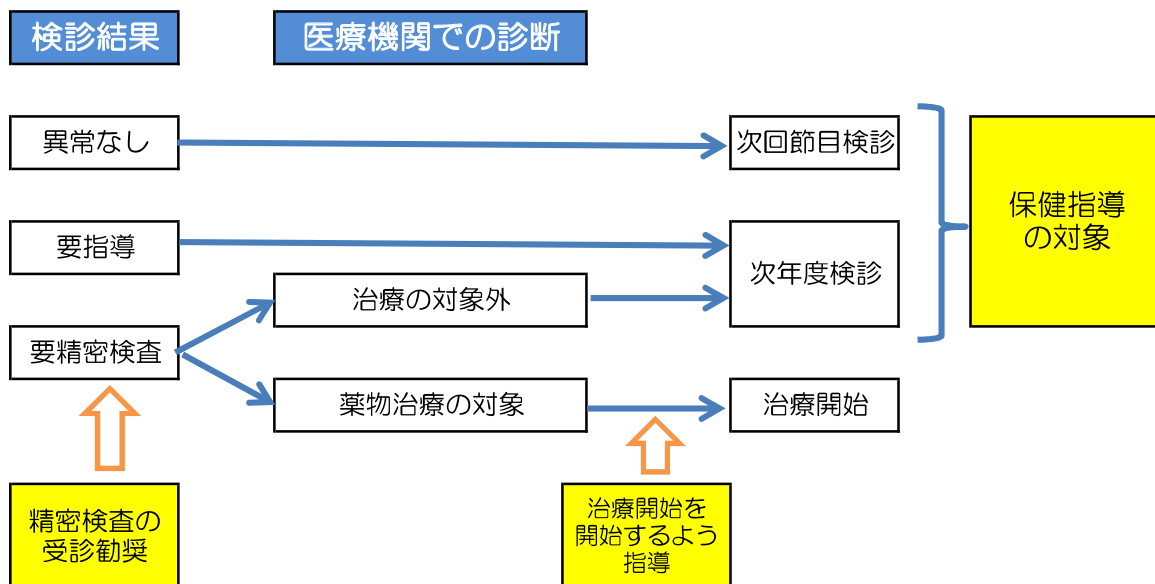 検診結果
医療機関での診断
異常なし
次回節目検診
保健指導
の対象
要指導
次年度検診
治療の対象外
要精密検査
薬物治療の対象
治療開始
精密検査の
受診勧奨
治療開始を
開始するよう
指導